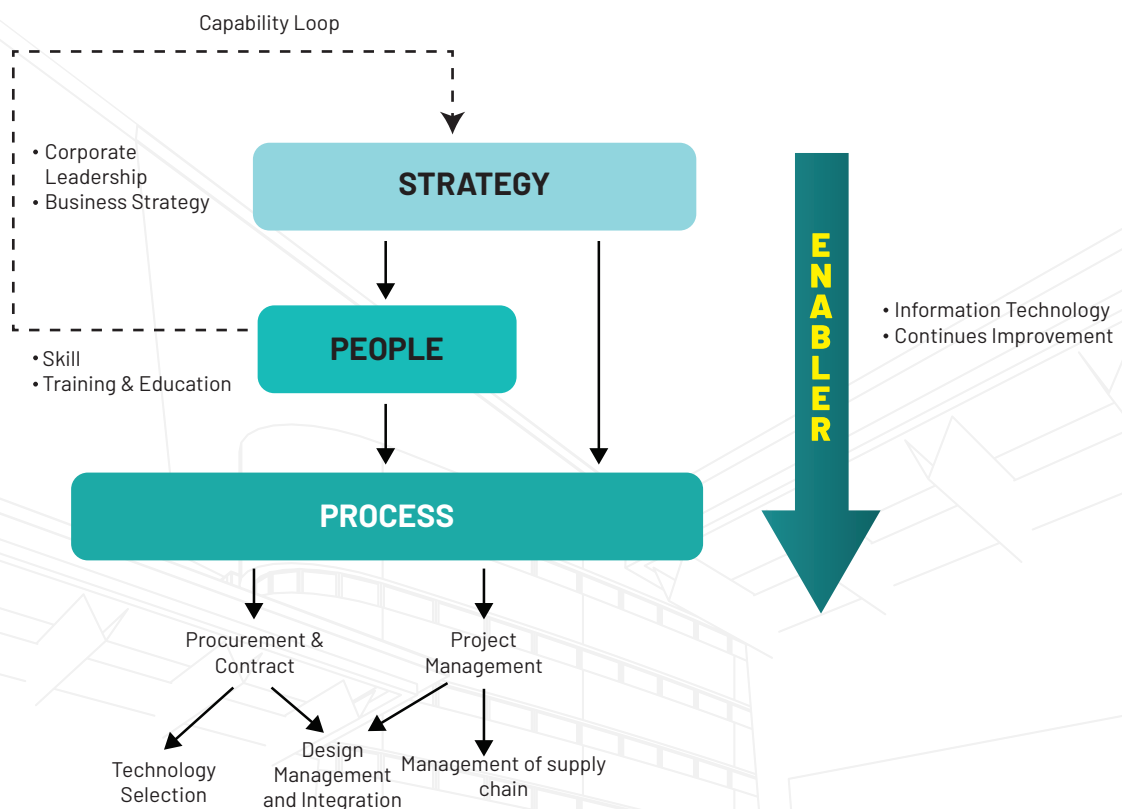 Capability Loop
• Corporate
Leadership
• Business Strategy
STRATEGY
PEOPLE
• Skill
• Training & Education
ENABLER
• Information Technology
• Continues Improvement
PROCESS
Procurement &
Contract
Project
Management
Technology
Selection
Design
Management
and Integration
Management of supply
chain